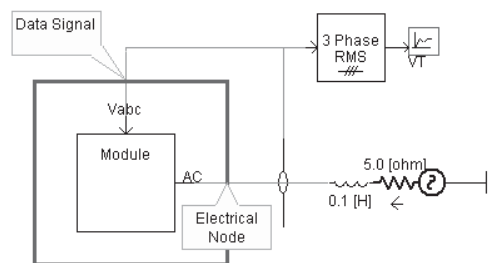 Data Signal
3 Phase
RMS
VT
Vabc
Module
AC
5.0 [ohm]
0.1 [H]
Electrical
Node